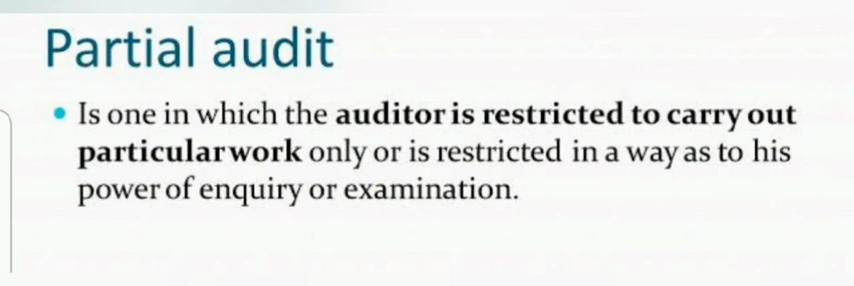 Partial audit
• Is one in which the auditor is restricted to carry out
particular work only or is restricted in a way as to his
power of enquiry or examination.